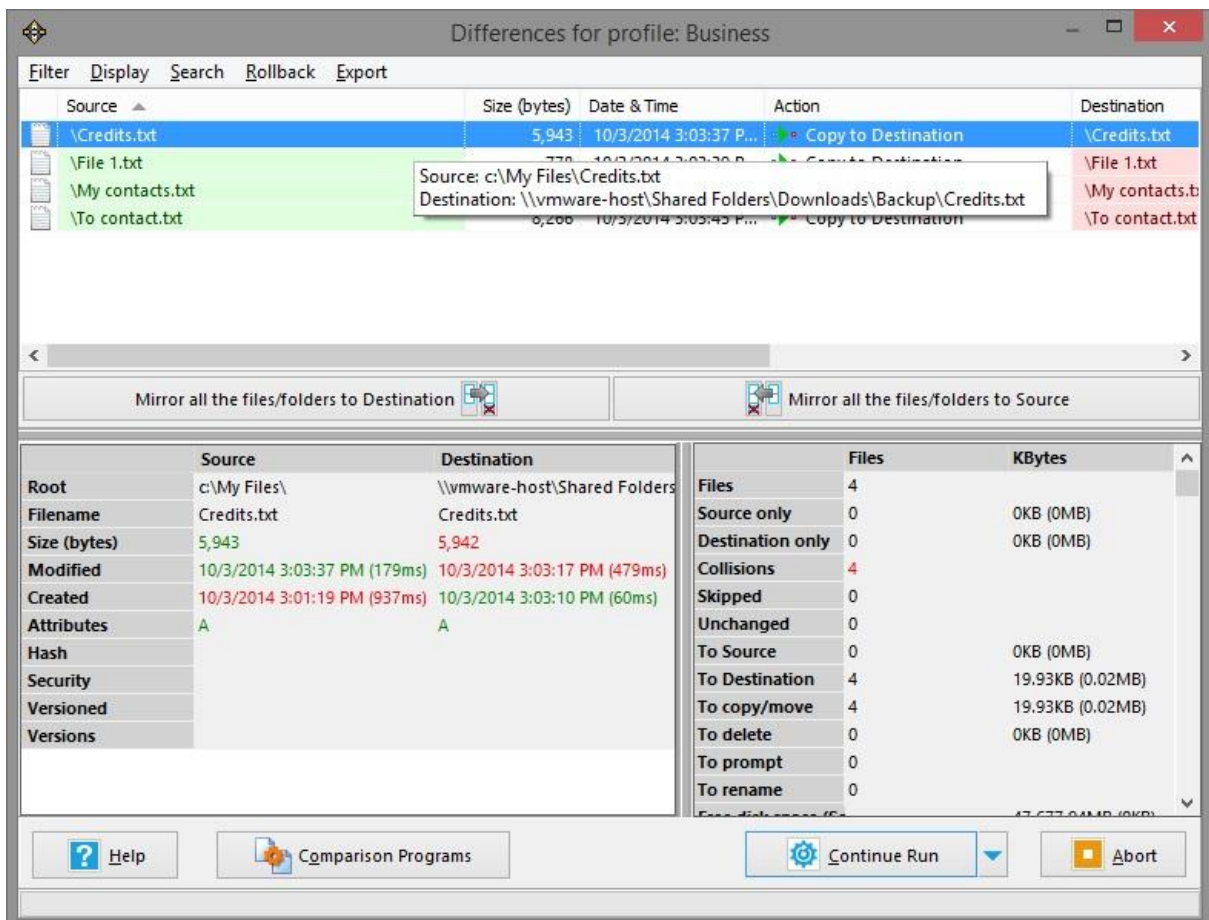 Differences for profile: Business
Filter Display Search Rollback Export
Source Size (bytes) Date & Time Action Destination
\Credits.txt 5,943 10/3/2014 3:03:37 P... Copy to Destination \Credits.txt
\File 1.txt \File 1.txt
Source: c:\My Files\Credits.txt
\My contacts.txt \My contacts.t
Destination: \\vmware-host\Shared Folders\Downloads\Backup\Credits.txt
\To contact.txt 8,266 10/3/2014 3:03:45 P... Copy to Destination \To contact.txt
Mirror all the files/folders to Destination Mirror all the files/folders to Source
Source Destination Files KBytes
Root c:\My Files\ \\vmware-host\Shared Folders Files 4
Filename Credits.txt Credits.txt Source only 0 0KB (0MB)
Size (bytes) 5,943 5,942 Destination only 0 0KB (0MB)
Modified 10/3/2014 3:03:37 PM (179ms) 10/3/2014 3:03:17 PM (479ms) Collisions 4
Created 10/3/2014 3:01:19 PM (937ms) 10/3/2014 3:03:10 PM (60ms) Skipped 0
Attributes A A Unchanged 0
Hash To Source 0 0KB (0MB)
Security To Destination 4 19.93KB (0.02MB)
Versioned To copy/move 4 19.93KB (0.02MB)
Versions To delete 0 0KB (0MB)
To prompt 0
To rename 0
Help Comparison Programs Continue Run Abort